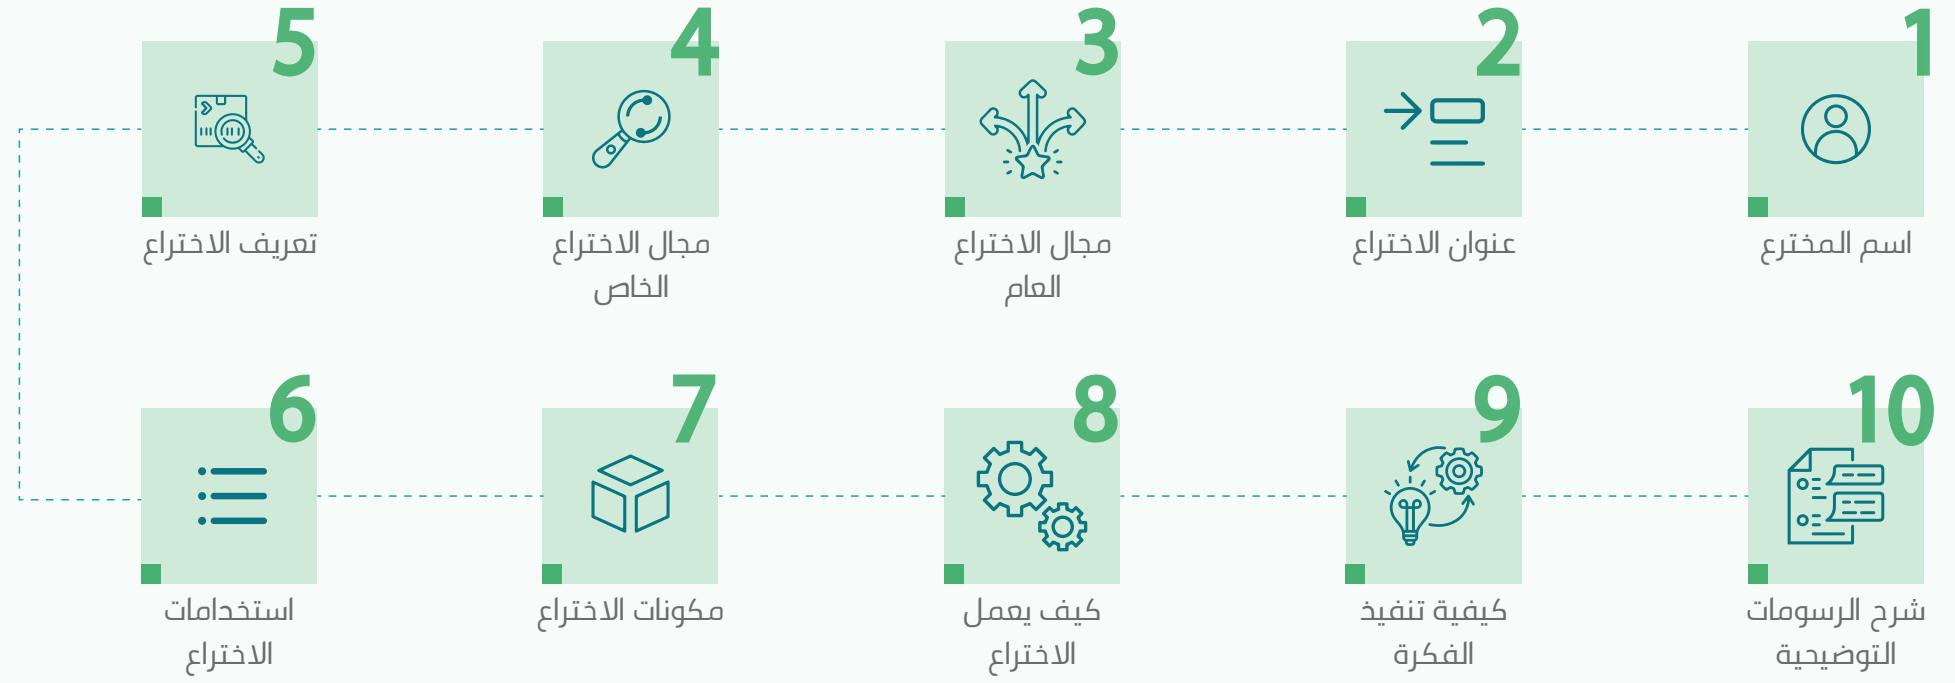 1
اسم المخترع
2
عنوان الاختراع
3
مجال الاختراع
العام
4
مجال الاختراع
الخاص
5
تعريف الاختراع
6
استخدامات
الاختراع
7
مكونات الاختراع
8
كيف يعمل
الاختراع
9
كيفية تنفيذ
الفكرة
10
شرح الرسومات
التوضيحية